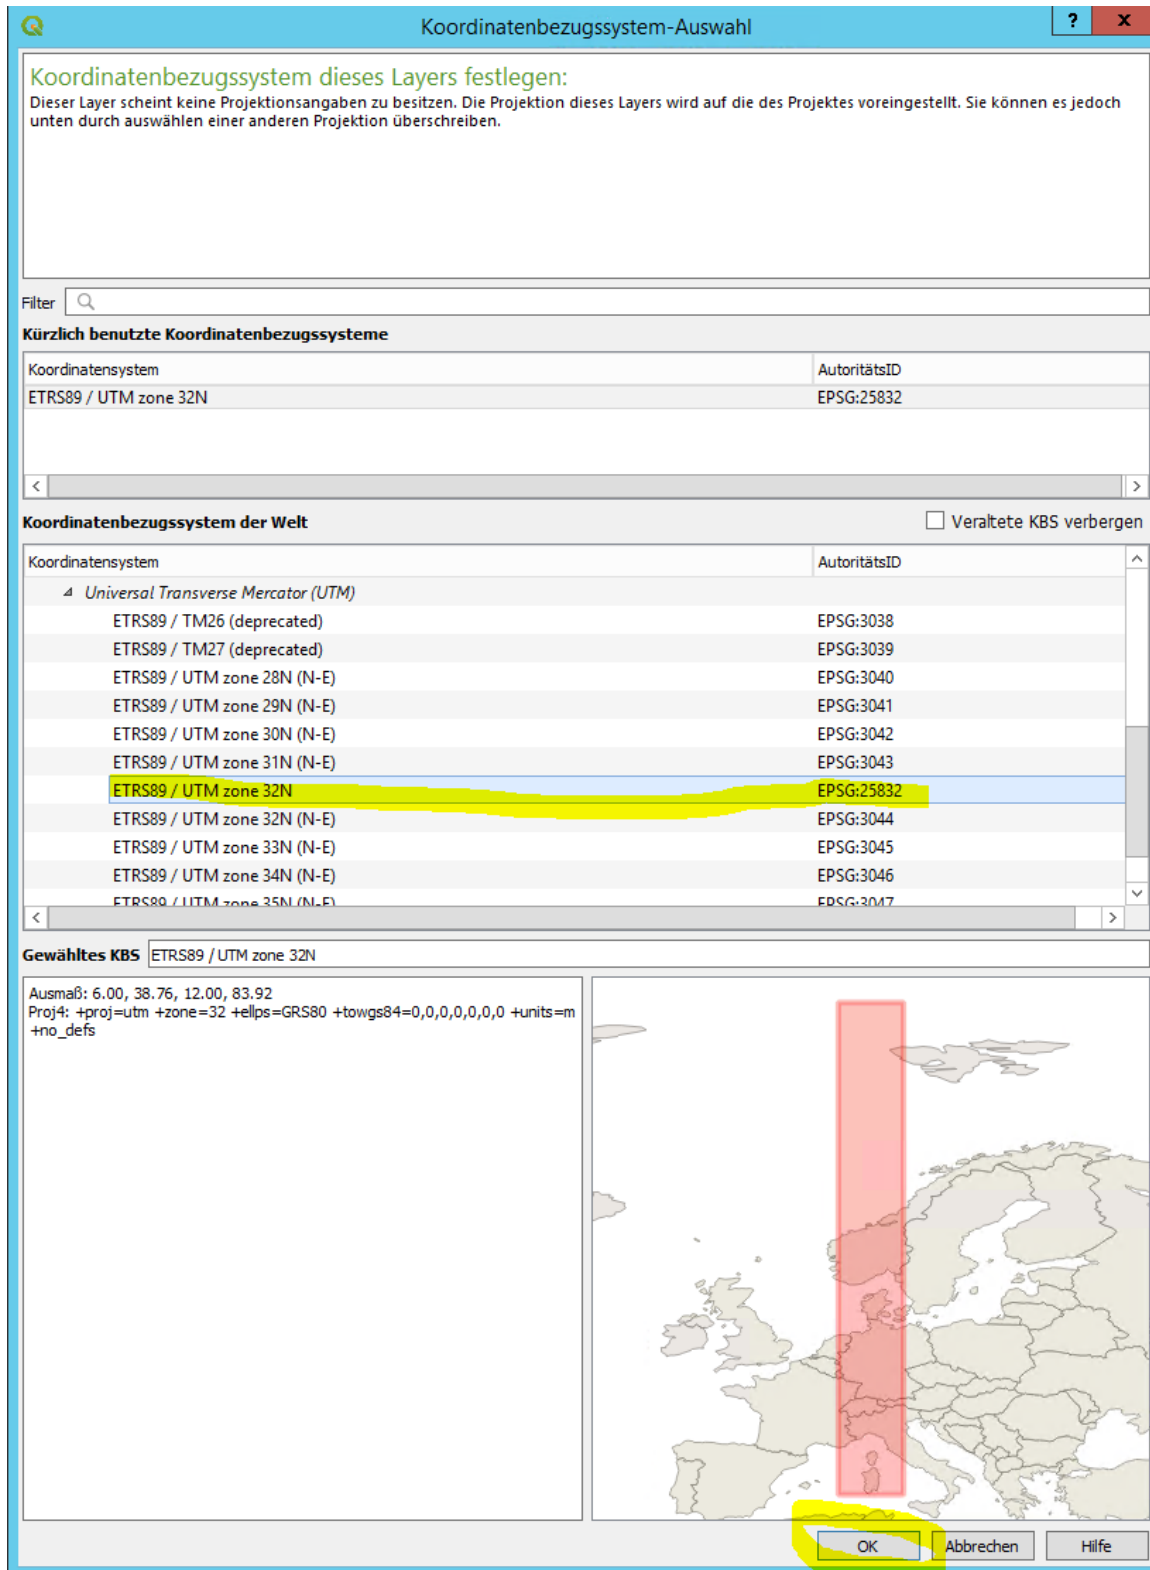 Koordinatenbezugssystem-Auswahl
? x
Koordinatenbezugssystem dieses Layers festlegen:
Dieser Layer scheint keine Projektionsangaben zu besitzen. Die Projektion dieses Layers wird auf die des Projektes voreingestellt. Sie können es jedoch
unten durch auswählen einer anderen Projektion überschreiben.
Filter
Kürzlich benutzte Koordinatenbezugssysteme
Koordinatensystem AutoritätsID
ETRS89 / UTM zone 32N EPSG:25832
Koordinatenbezugssystem der Welt Veraltete KBS verbergen
Koordinatensystem AutoritätsID
Universal Transverse Mercator (UTM)
ETRS89 / TM26 (deprecated) EPSG:3038
ETRS89 / TM27 (deprecated) EPSG:3039
ETRS89 / UTM zone 28N (N-E) EPSG:3040
ETRS89 / UTM zone 29N (N-E) EPSG:3041
ETRS89 / UTM zone 30N (N-E) EPSG:3042
ETRS89 / UTM zone 31N (N-E) EPSG:3043
ETRS89 / UTM zone 32N EPSG:25832
ETRS89 / UTM zone 32N (N-E) EPSG:3044
ETRS89 / UTM zone 33N (N-E) EPSG:3045
ETRS89 / UTM zone 34N (N-E) EPSG:3046
ETRS89 / UTM zone 35N (N-E) EPSG:3047
Gewähltes KBS ETRS89 / UTM zone 32N
Ausmaß: 6.00, 38.76, 12.00, 83.92
Proj4: +proj=utm +zone=32 +ellps=GRS80 +towgs84=0,0,0,0,0,0,0 +units=m
+no_defs
OK Abbrechen Hilfe